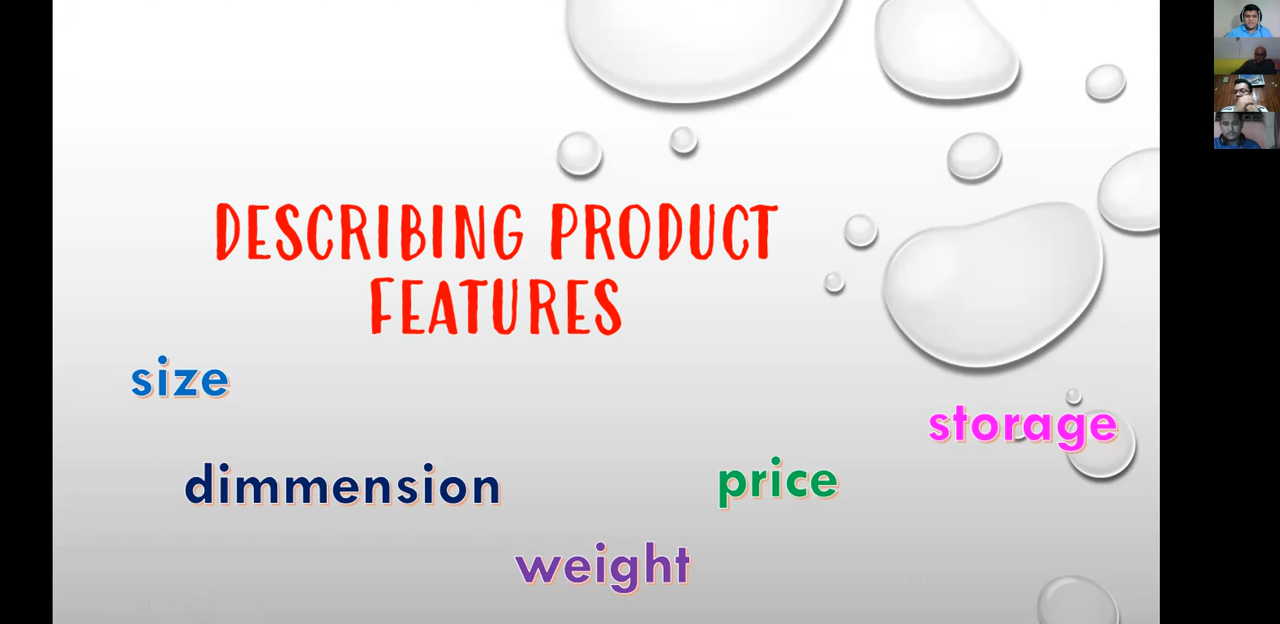 DESCRIBING PRODUCT
FEATURES
size
storage
dimmension
price
weight